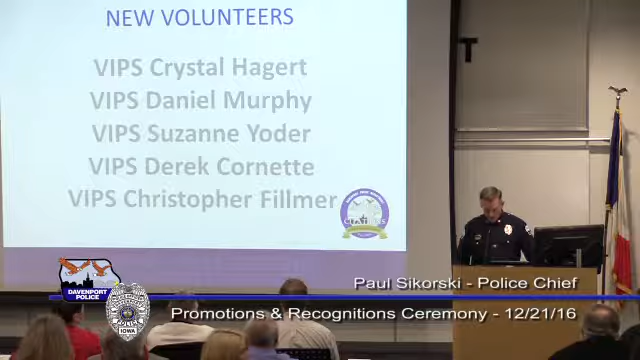 NEW VOLUNTEERS
VIPS Crystal Hagert
VIPS Daniel Murphy
VIPS Suzanne Yoder
VIPS Derek Cornette
VIPS Christopher Fillmer
T
DAVENPORT
POLICE
IOWA
Paul Sikorski - Police Chief
Promotions & Recognitions Ceremony - 12/21/16